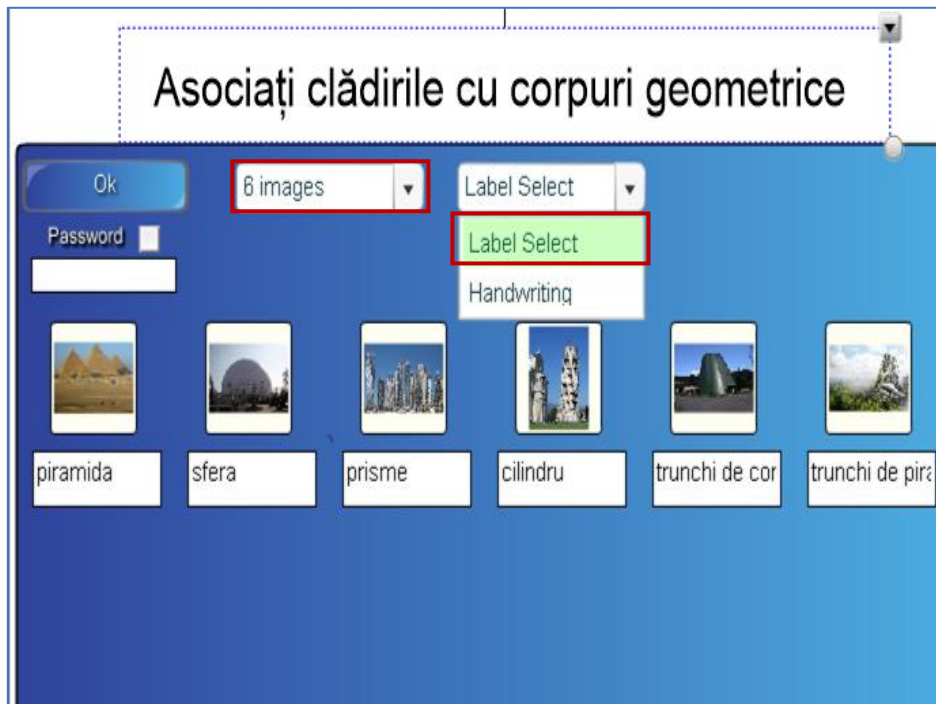 Asociați clădirile cu corpuri geometrice
Ok
6 images
Label Select
Password
Label Select
Handwriting
piramida
sfera
prisme
cilindru
trunchi de cor
trunchi de pira